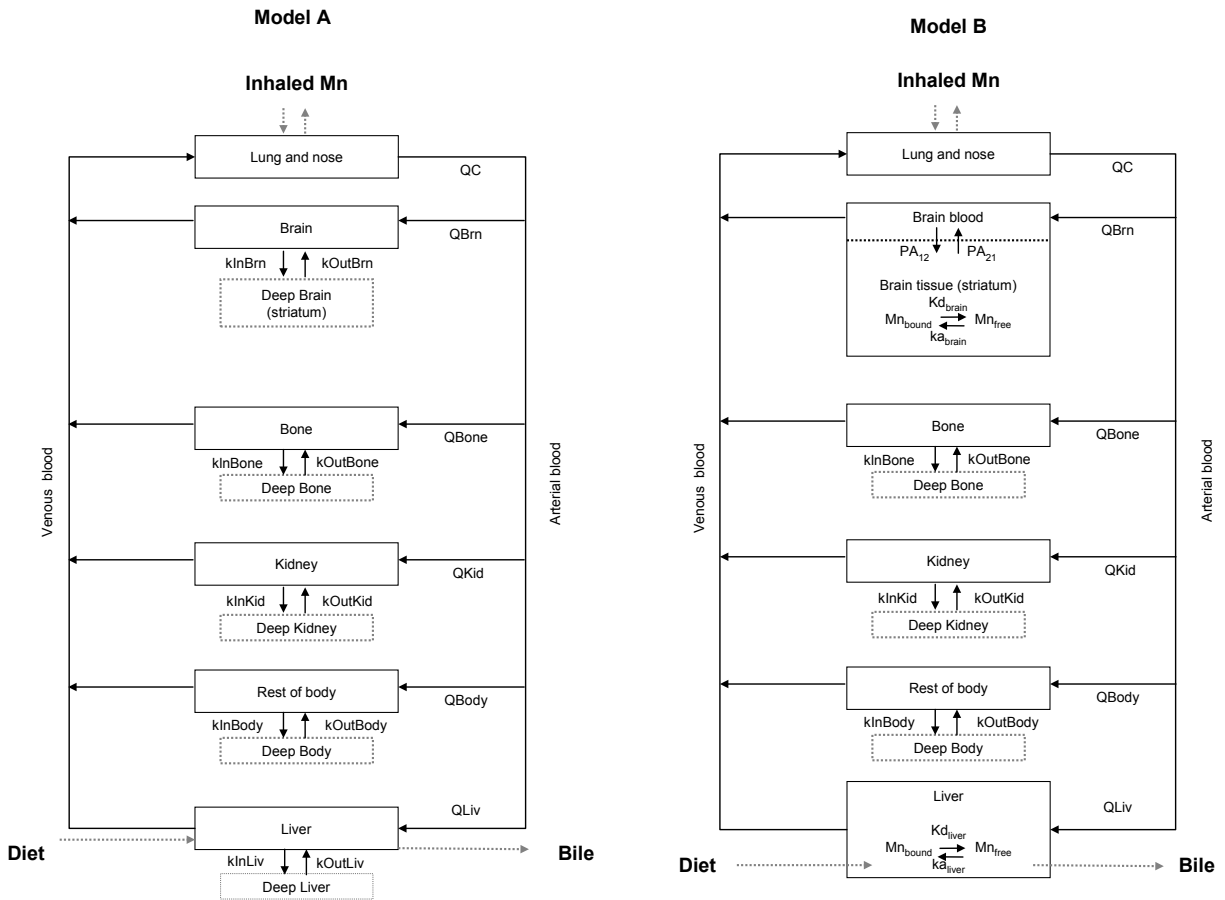 Model A
Inhaled Mn
Lung and nose
QC
Brain
QBrn
kInBrn
kOutBrn
Deep Brain
(striatum)
Bone
QBone
kInBone
kOutBone
Deep Bone
Venous blood
Arterial blood
Kidney
QKid
kInKid
kOutKid
Deep Kidney
Rest of body
QBody
kInBody
kOutBody
Deep Body
QLiv
Liver
Diet
Bile
kInLiv
kOutLiv
Deep Liver
Model B
Inhaled Mn
Lung and nose
QC
Brain blood
QBrn
PA12
PA21
Brain tissue (striatum)
Kdbrain
Mnbound
Mnfree
kabrain
Bone
QBone
kInBone
kOutBone
Deep Bone
Venous blood
Arterial blood
Kidney
QKid
kInKid
kOutKid
Deep Kidney
Rest of body
QBody
kInBody
kOutBody
Deep Body
Liver
QLiv
Kdliver
Mnbound
Mnfree
kaliver
Diet
Bile